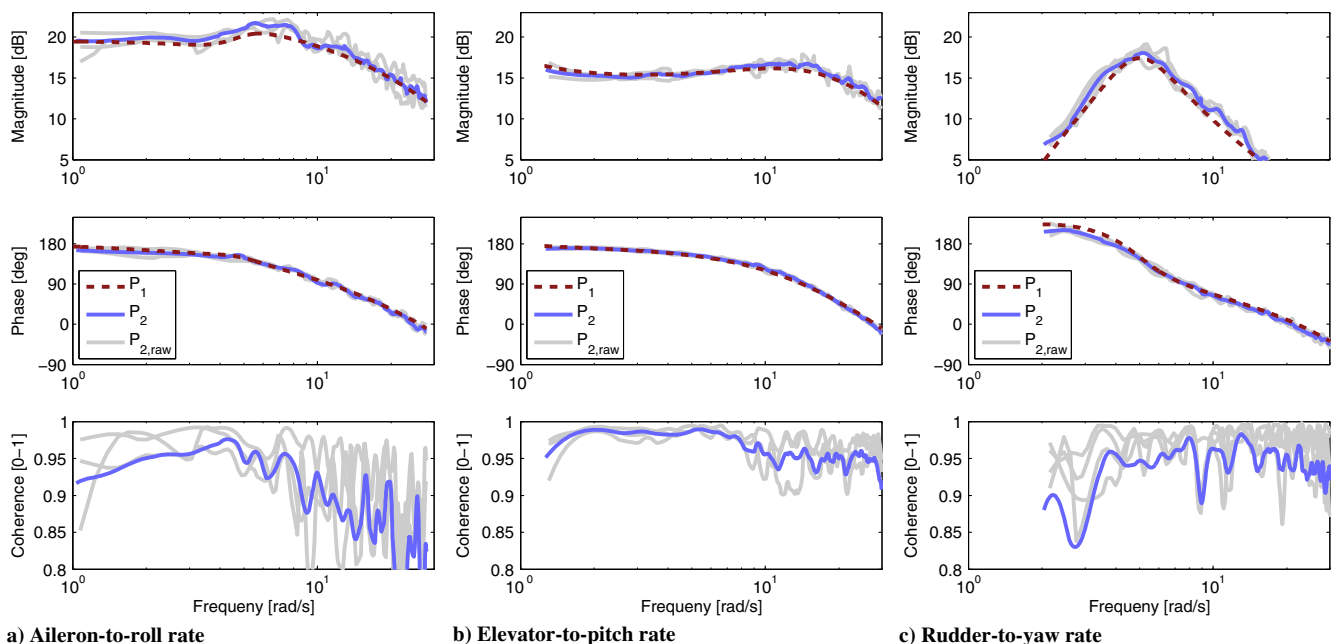 Magnitude [dB]
20
15
10
5
10^0
10^1
Magnitude [dB]
20
15
10
5
10^0
10^1
Magnitude [dB]
20
15
10
5
10^0
10^1
Phase [deg]
180
90
0
−90
P_1
P_2
P_2,raw
10^0
10^1
Phase [deg]
180
90
0
−90
10^0
10^1
Phase [deg]
180
90
0
−90
P_1
P_2
P_2,raw
10^0
10^1
Coherence [0−1]
1
0.95
0.9
0.85
0.8
10^0
10^1
Frequeny [rad/s]
Coherence [0−1]
1
0.95
0.9
0.85
0.8
10^0
10^1
Frequeny [rad/s]
Coherence [0−1]
1
0.95
0.9
0.85
0.8
10^0
10^1
Frequeny [rad/s]
a) Aileron-to-roll rate
b) Elevator-to-pitch rate
c) Rudder-to-yaw rate